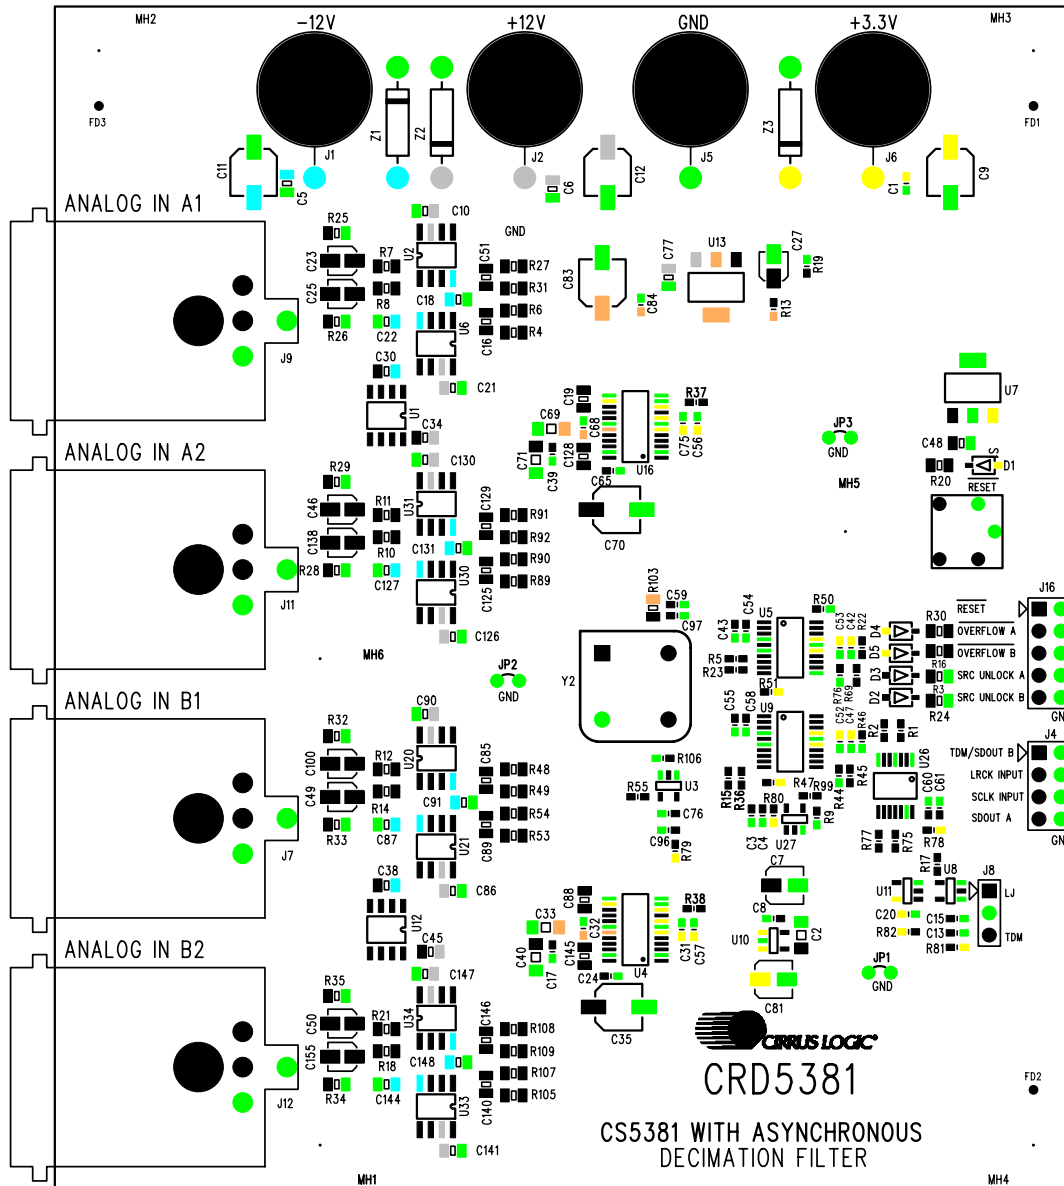 MH2
-12V
+12V
GND
+3.3V
MH3
FD3
Z1
Z2
Z3
FD1
C11
C5
J1
J2
C6
C12
J5
J6
C1
C9
ANALOG IN A1
R25
C10
GND
C23
R7
U2
C51
R27
C25
R8
C18
R31
R6
R26
C22
U6
C16
R4
J9
C30
C21
U1
C34
C83
C84
C77
U13
C27
R19
R13
U7
C19
R37
C69
C68
C75
C56
JP3
GND
C48
C71
C39
C128
U16
C65
R20
S
D1
RESET
MH5
C70
ANALOG IN A2
R29
C130
C46
R11
U31
C129
R91
C138
R10
C131
R92
R90
R28
C127
U30
C125
R89
J11
C126
MH6
JP2
GND
R103
C59
C97
Y2
C43
C54
U5
R50
C53
C42
R22
D4
R30
J16
RESET
OVERFLOW A
D5
OVERFLOW B
R5
R23
D3
R16
SRC UNLOCK A
R51
R76
R69
D2
R3
SRC UNLOCK B
R24
GN
C55
C58
U9
C52
C47
R46
R2
R1
J4
U26
TDM/SDOUT B
LRCK INPUT
SCLK INPUT
SDOUT A
GN
ANALOG IN B1
R32
C90
C100
R12
U20
C85
R48
C49
R14
C91
R49
R54
R33
C87
U21
C89
R53
J7
C38
C86
U12
C45
R106
R55
U3
C76
C96
R79
R15
R36
R47
R99
R44
R45
R80
C3
C4
U27
R9
C60
C61
R78
R77
R75
R17
U8
J8
C7
U11
LJ
C88
R38
C33
C32
C31
C57
C8
C20
C15
R82
C13
R81
TDM
C40
C17
C145
U10
C2
C24
U4
JP1
GND
C35
C81
ANALOG IN B2
R35
C147
C50
R21
U34
C146
R108
C155
R18
C148
R109
R107
R34
C144
U33
C140
R105
J12
C141
CIRRUS LOGIC®
CRD5381
FD2
CS5381 WITH ASYNCHRONOUS
DECIMATION FILTER
MH1
MH4